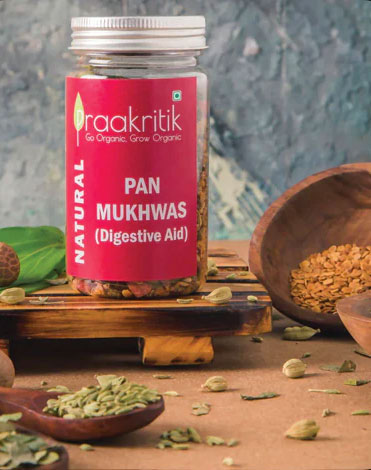 Praakritik
Go Organic, Grow Organic
NATURAL
PAN
MUKHWAS
(Digestive Aid)